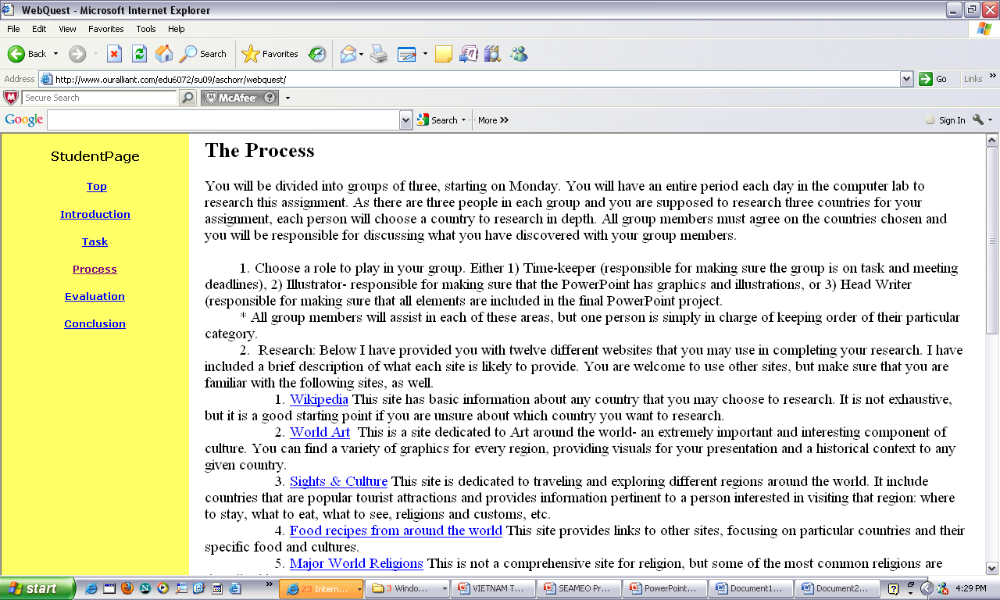 WebQuest - Microsoft Internet Explorer
File Edit View Favorites Tools Help
Back Search Favorites
Address http://www.ouralliant.com/edu6072/su09/aschorr/webquest/ Go Links »
Secure Search McAfee ?
Google Search More » Sign In
StudentPage
Top
Introduction
Task
Process
Evaluation
Conclusion
The Process
You will be divided into groups of three, starting on Monday. You will have an entire period each day in the computer lab to
research this assignment. As there are three people in each group and you are supposed to research three countries for your
assignment, each person will choose a country to research in depth. All group members must agree on the countries chosen and
you will be responsible for discussing what you have discovered with your group members.
1. Choose a role to play in your group. Either 1) Time-keeper (responsible for making sure the group is on task and meeting
deadlines), 2) Illustrator- responsible for making sure that the PowerPoint has graphics and illustrations, or 3) Head Writer
(responsible for making sure that all elements are included in the final PowerPoint project.
* All group members will assist in each of these areas, but one person is simply in charge of keeping order of their particular
category.
2. Research: Below I have provided you with twelve different websites that you may use in completing your research. I have
included a brief description of what each site is likely to provide. You are welcome to use other sites, but make sure that you are
familiar with the following sites, as well.
1. Wikipedia This site has basic information about any country that you may choose to research. It is not exhaustive,
but it is a good starting point if you are unsure about which country you want to research.
2. World Art This is a site dedicated to Art around the world- an extremely important and interesting component of
culture. You can find a variety of graphics for every region, providing visuals for your presentation and a historical context to any
given country.
3. Sights & Culture This site is dedicated to traveling and exploring different regions around the world. It include
countries that are popular tourist attractions and provides information pertinent to a person interested in visiting that region: where
to stay, what to eat, what to see, religions and customs, etc.
4. Food recipes from around the world This site provides links to other sites, focusing on particular countries and their
specific food and cultures.
5. Major World Religions This is not a comprehensive site for religion, but some of the most common religions are
start » 23 Intern... 3 Windo... VIETNAM T... SEAMEO P... PowerPoint... Document1... Document2... 4:29 PM